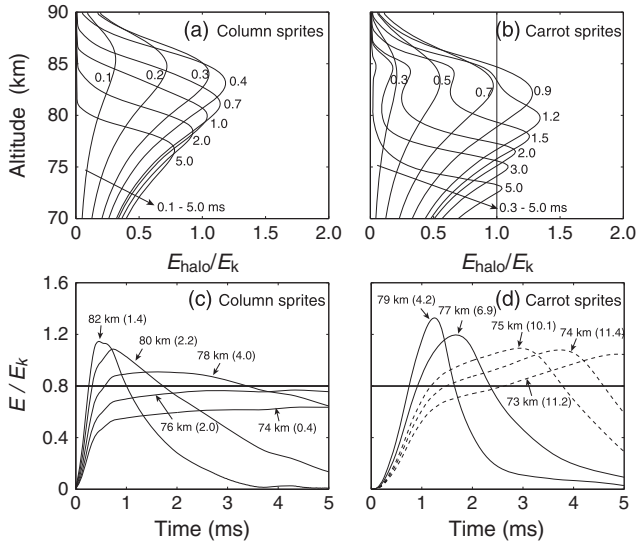 (a) Column sprites
(b) Carrot sprites
Altitude (km)
90
85
80
75
70
0.1
0.2
0.3
0.4
0.7
1.0
2.0
5.0
0.1 - 5.0 ms
0.3
0.5
0.7
0.9
1.2
1.5
2.0
3.0
5.0
0.3 - 5.0 ms
0 0.5 1.0 1.5 2.0
0 0.5 1.0 1.5 2.0
E_halo/E_k
E_halo/E_k
(c) Column sprites
(d) Carrot sprites
E / E_k
1.6
1.2
0.8
0.4
0
82 km (1.4)
80 km (2.2)
78 km (4.0)
76 km (2.0)
74 km (0.4)
79 km (4.2)
77 km (6.9)
75 km (10.1)
74 km (11.4)
73 km (11.2)
0 1 2 3 4 5
0 1 2 3 4 5
Time (ms)
Time (ms)